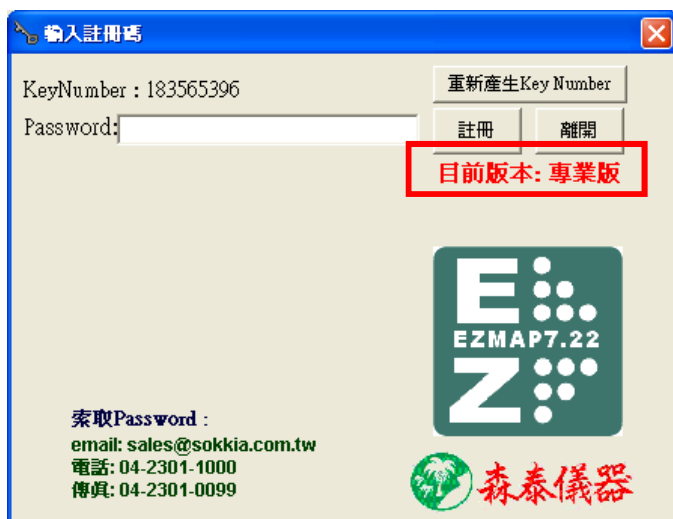 輸入註冊碼
KeyNumber : 183565396
重新產生Key Number
Password:
註冊
離開
目前版本: 專業版
E
EZMAP7.22
Z
索取Password :
email: sales@sokkia.com.tw
電話: 04-2301-1000
傳真: 04-2301-0099
森泰儀器